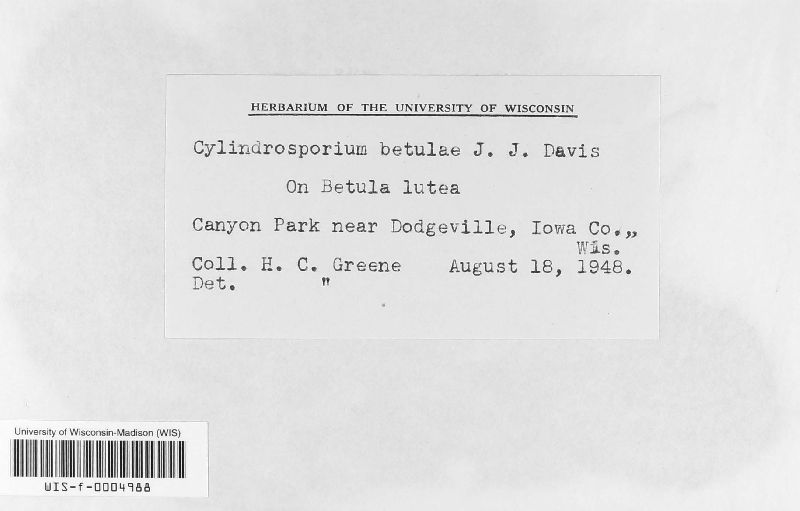 HERBARIUM OF THE UNIVERSITY OF WISCONSIN
Cylindrosporium betulae J. J. Davis
On Betula lutea
Canyon Park near Dodgeville, Iowa Co.,,
Wis.
Coll. H. C. Greene August 18, 1948.
Det. "
University of Wisconsin-Madison (WIS)
WIS-f-0004988